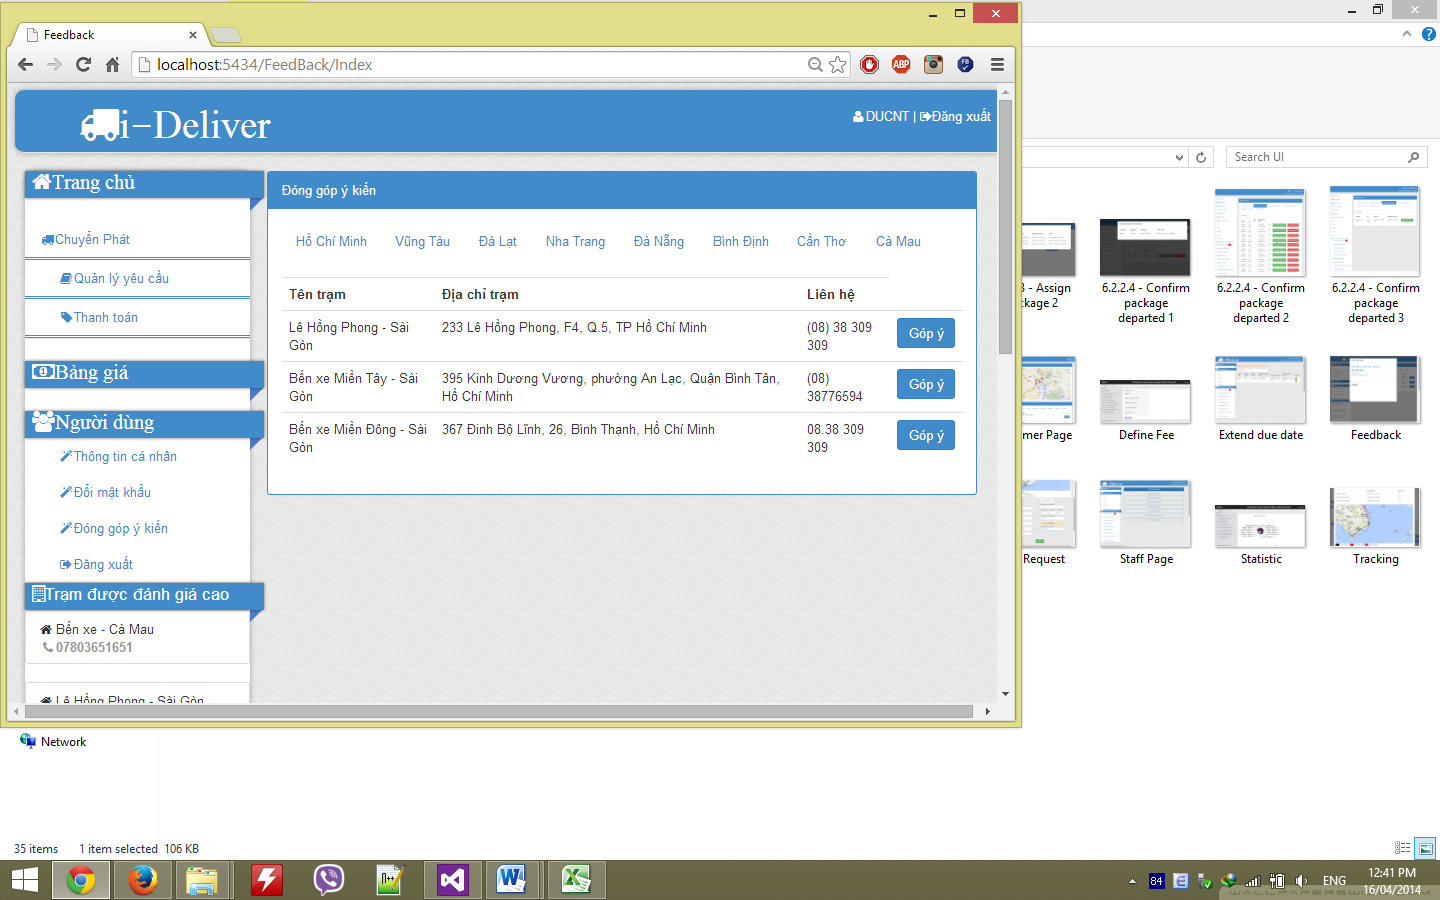 Feedback
localhost:5434/FeedBack/Index
ABP
FB
i-Deliver
DUCNT | Đăng xuất
Trang chủ
Chuyển Phát
Quản lý yêu cầu
Thanh toán
Bảng giá
Người dùng
Thông tin cá nhân
Đổi mật khẩu
Đóng góp ý kiến
Đăng xuất
Trạm được đánh giá cao
Bến xe - Cà Mau
07803651651
Lê Hồng Phong - Sài Gòn
Đóng góp ý kiến
Hồ Chí Minh Vũng Tàu Đà Lạt Nha Trang Đà Nẵng Bình Định Cần Thơ Cà Mau
Tên trạm Địa chỉ trạm Liên hệ
Lê Hồng Phong - Sài Gòn 233 Lê Hồng Phong, F4, Q.5, TP Hồ Chí Minh (08) 38 309 309 Góp ý
Bến xe Miền Tây - Sài Gòn 395 Kinh Dương Vương, phường An Lạc, Quận Bình Tân, Hồ Chí Minh (08) 38776594 Góp ý
Bến xe Miền Đông - Sài Gòn 367 Đinh Bộ Lĩnh, 26, Bình Thạnh, Hồ Chí Minh 08.38 309 309 Góp ý
Search UI
3 - Assign
kage 2
6.2.2.4 - Confirm
package
departed 1
6.2.2.4 - Confirm
package
departed 2
6.2.2.4 - Confirm
package
departed 3
mer Page
Define Fee
Extend due date
Feedback
Request
Staff Page
Statistic
Tracking
Network
35 items 1 item selected 106 KB
84
ENG
12:41 PM
16/04/2014